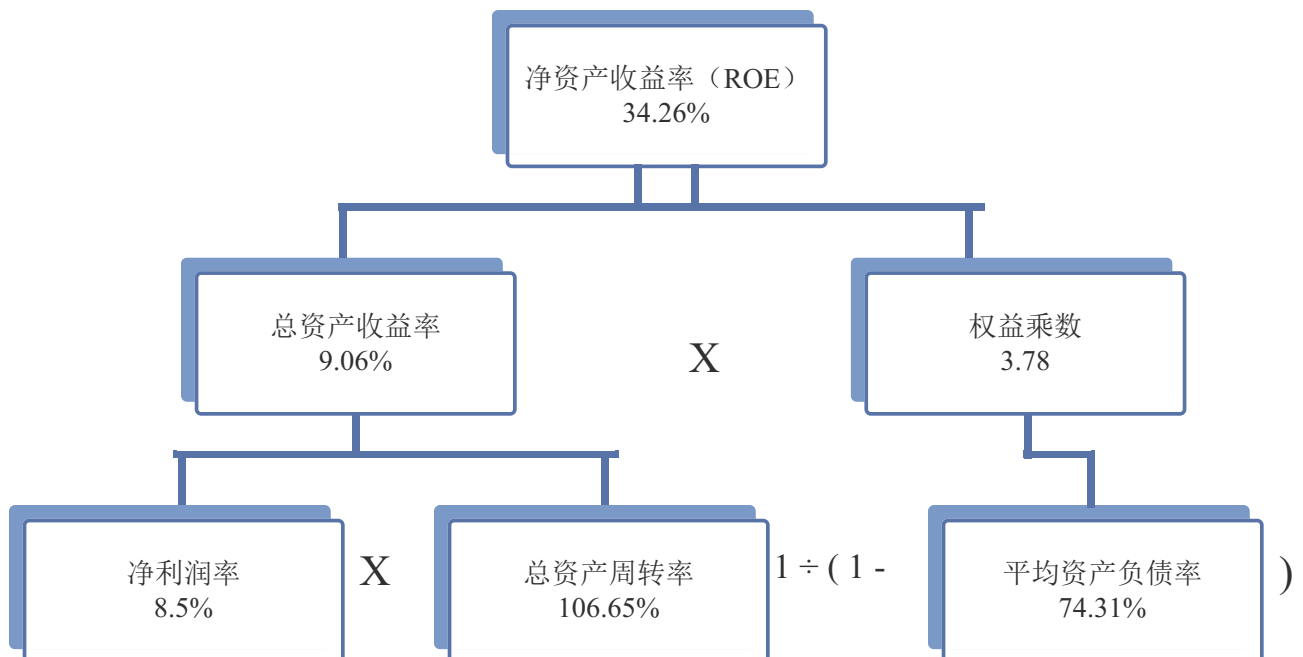 净资产收益率（ROE）
34.26%
总资产收益率
9.06%
X
权益乘数
3.78
净利润率
8.5%
X
总资产周转率
106.65%
1 ÷ ( 1 -
平均资产负债率
74.31%
)